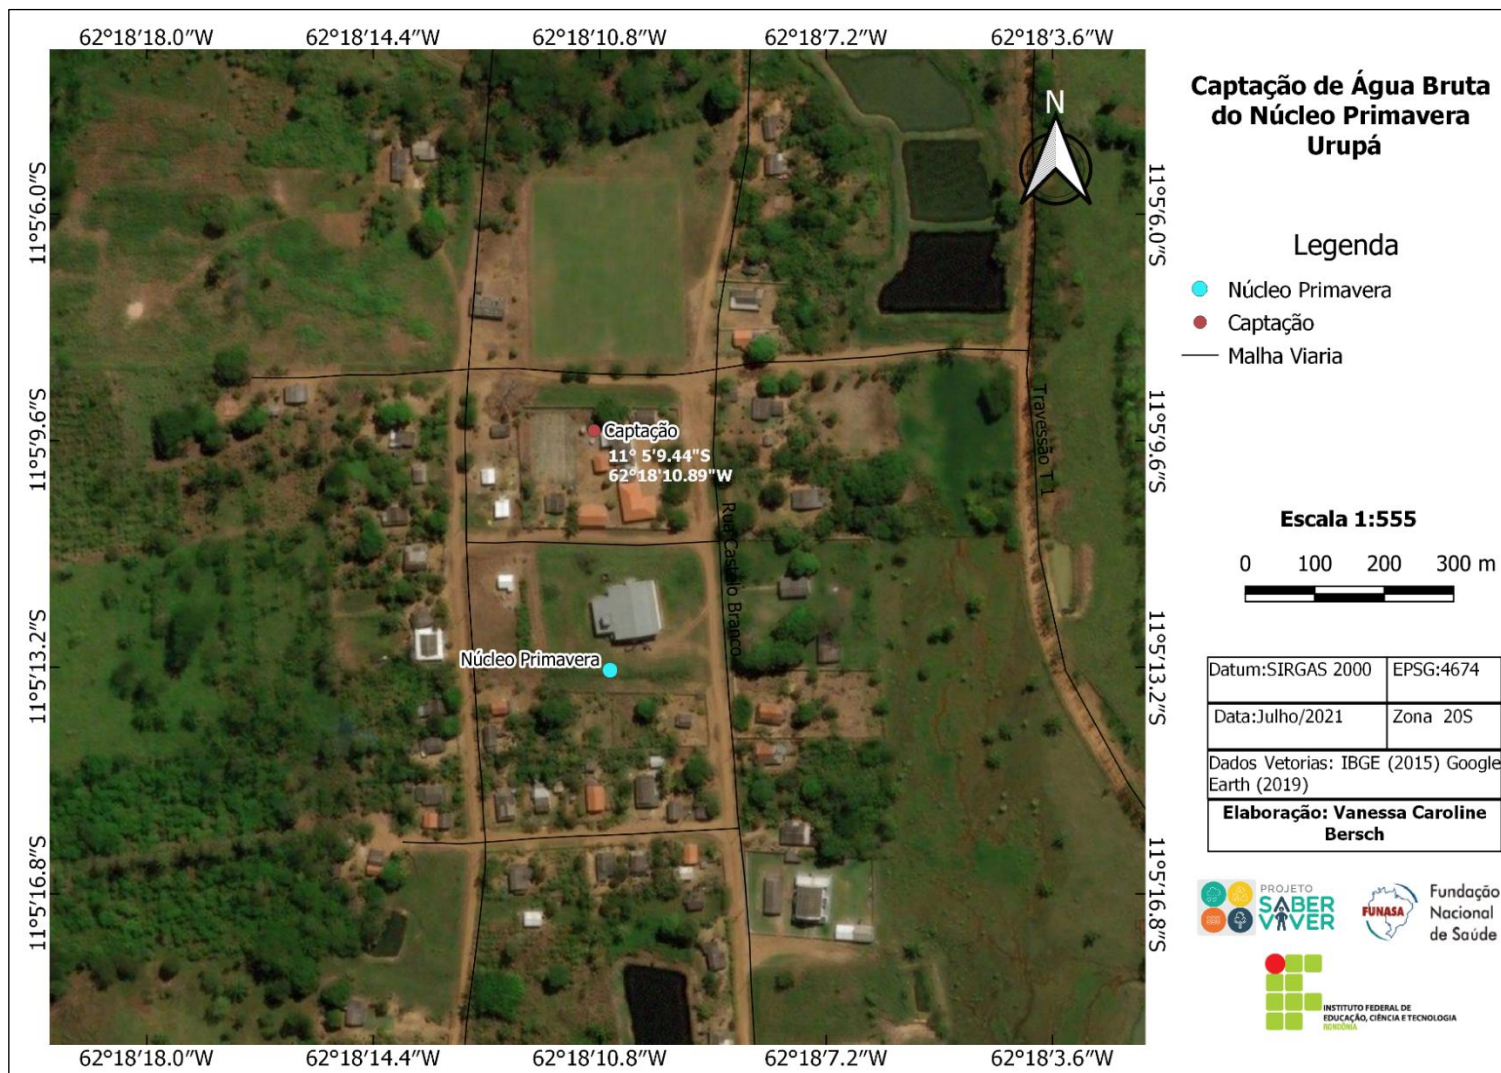 62°18′18.0″W 62°18′14.4″W 62°18′10.8″W 62°18′7.2″W 62°18′3.6″W
Captação de Água Bruta
do Núcleo Primavera
Urupá
N
11°5′6.0″S
11°5′6.0″S
Legenda
Núcleo Primavera
Captação
Malha Viaria
11°5′9.6″S
Captação
11° 5'9.44"S
62°18'10.89"W
Travessão T 1
11°5′9.6″S
Rua Castelo Branco
Escala 1:555
0 100 200 300 m
11°5′13.2″S
Núcleo Primavera
11°5′13.2″S
Datum:SIRGAS 2000 EPSG:4674
Data:Julho/2021 Zona 20S
Dados Vetorias: IBGE (2015) Google
Earth (2019)
Elaboração: Vanessa Caroline
Bersch
11°5′16.8″S
11°5′16.8″S
PROJETO
SABER
VIVER
FUNASA
Fundação
Nacional
de Saúde
INSTITUTO FEDERAL DE
EDUCAÇÃO, CIÊNCIA E TECNOLOGIA
RONDÔNIA
62°18′18.0″W 62°18′14.4″W 62°18′10.8″W 62°18′7.2″W 62°18′3.6″W